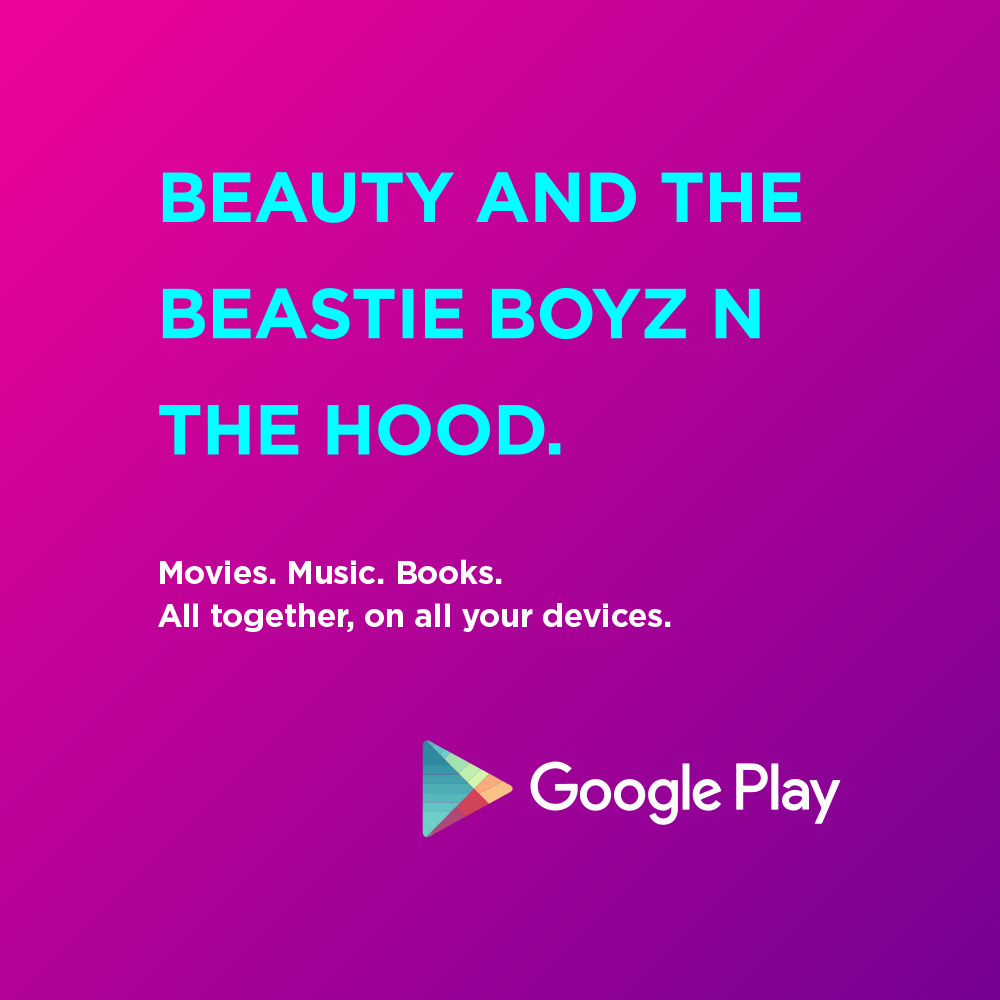 BEAUTY AND THE
BEASTIE BOYZ N
THE HOOD.
Movies. Music. Books.
All together, on all your devices.
Google Play